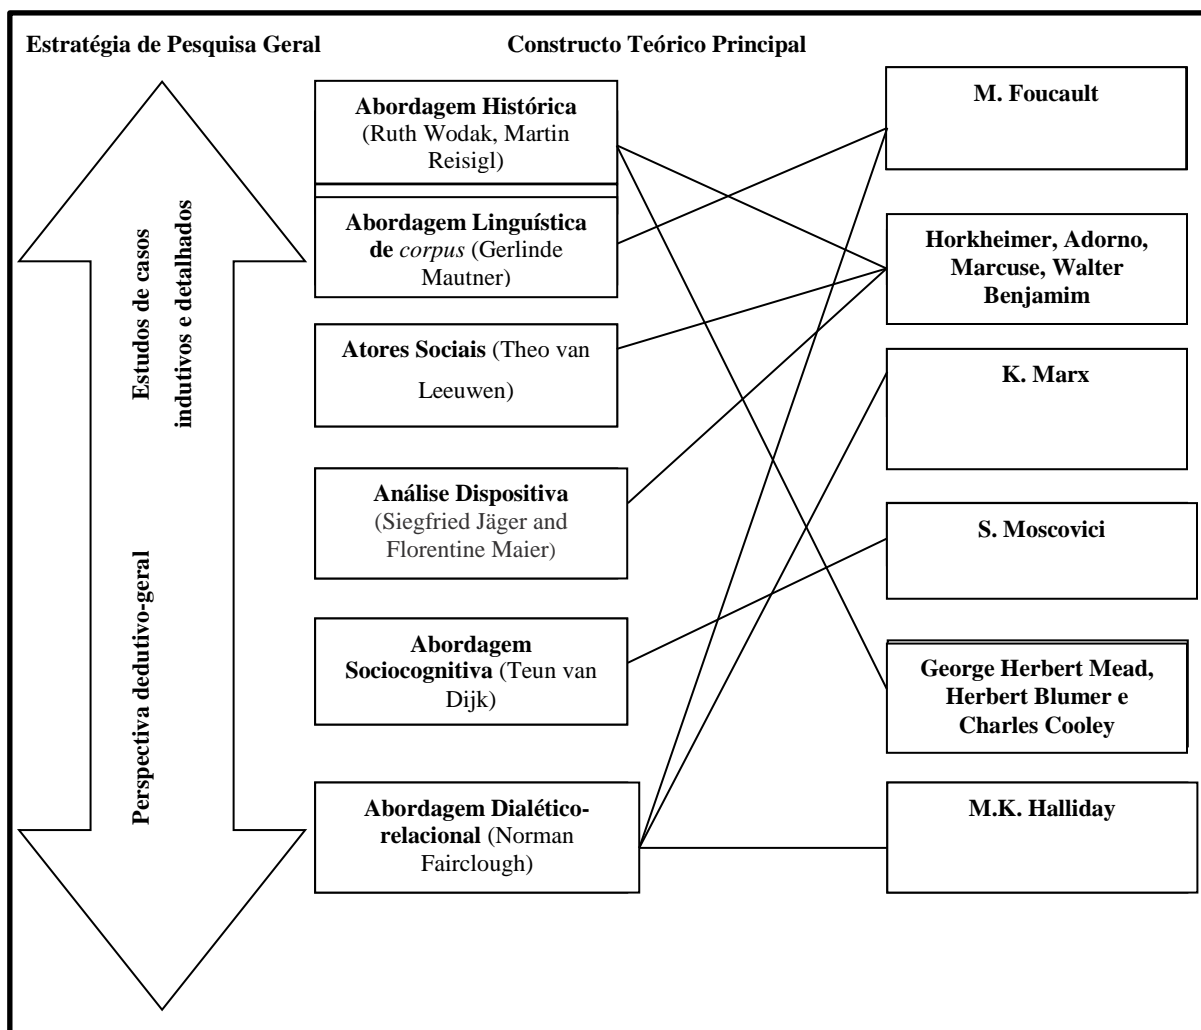 Estratégia de Pesquisa Geral
Constructo Teórico Principal
Estudos de casos
indutivos e detalhados
Perspectiva dedutivo-geral
Abordagem Histórica
(Ruth Wodak, Martin
Reisigl)
Abordagem Linguística
de corpus (Gerlinde
Mautner)
Atores Sociais (Theo van
Leeuwen)
Análise Dispositiva
(Siegfried Jäger and
Florentine Maier)
Abordagem
Sociocognitiva (Teun van
Dijk)
Abordagem Dialético-
relacional (Norman
Fairclough)
M. Foucault
Horkheimer, Adorno,
Marcuse, Walter
Benjamim
K. Marx
S. Moscovici
George Herbert Mead,
Herbert Blumer e
Charles Cooley
M.K. Halliday